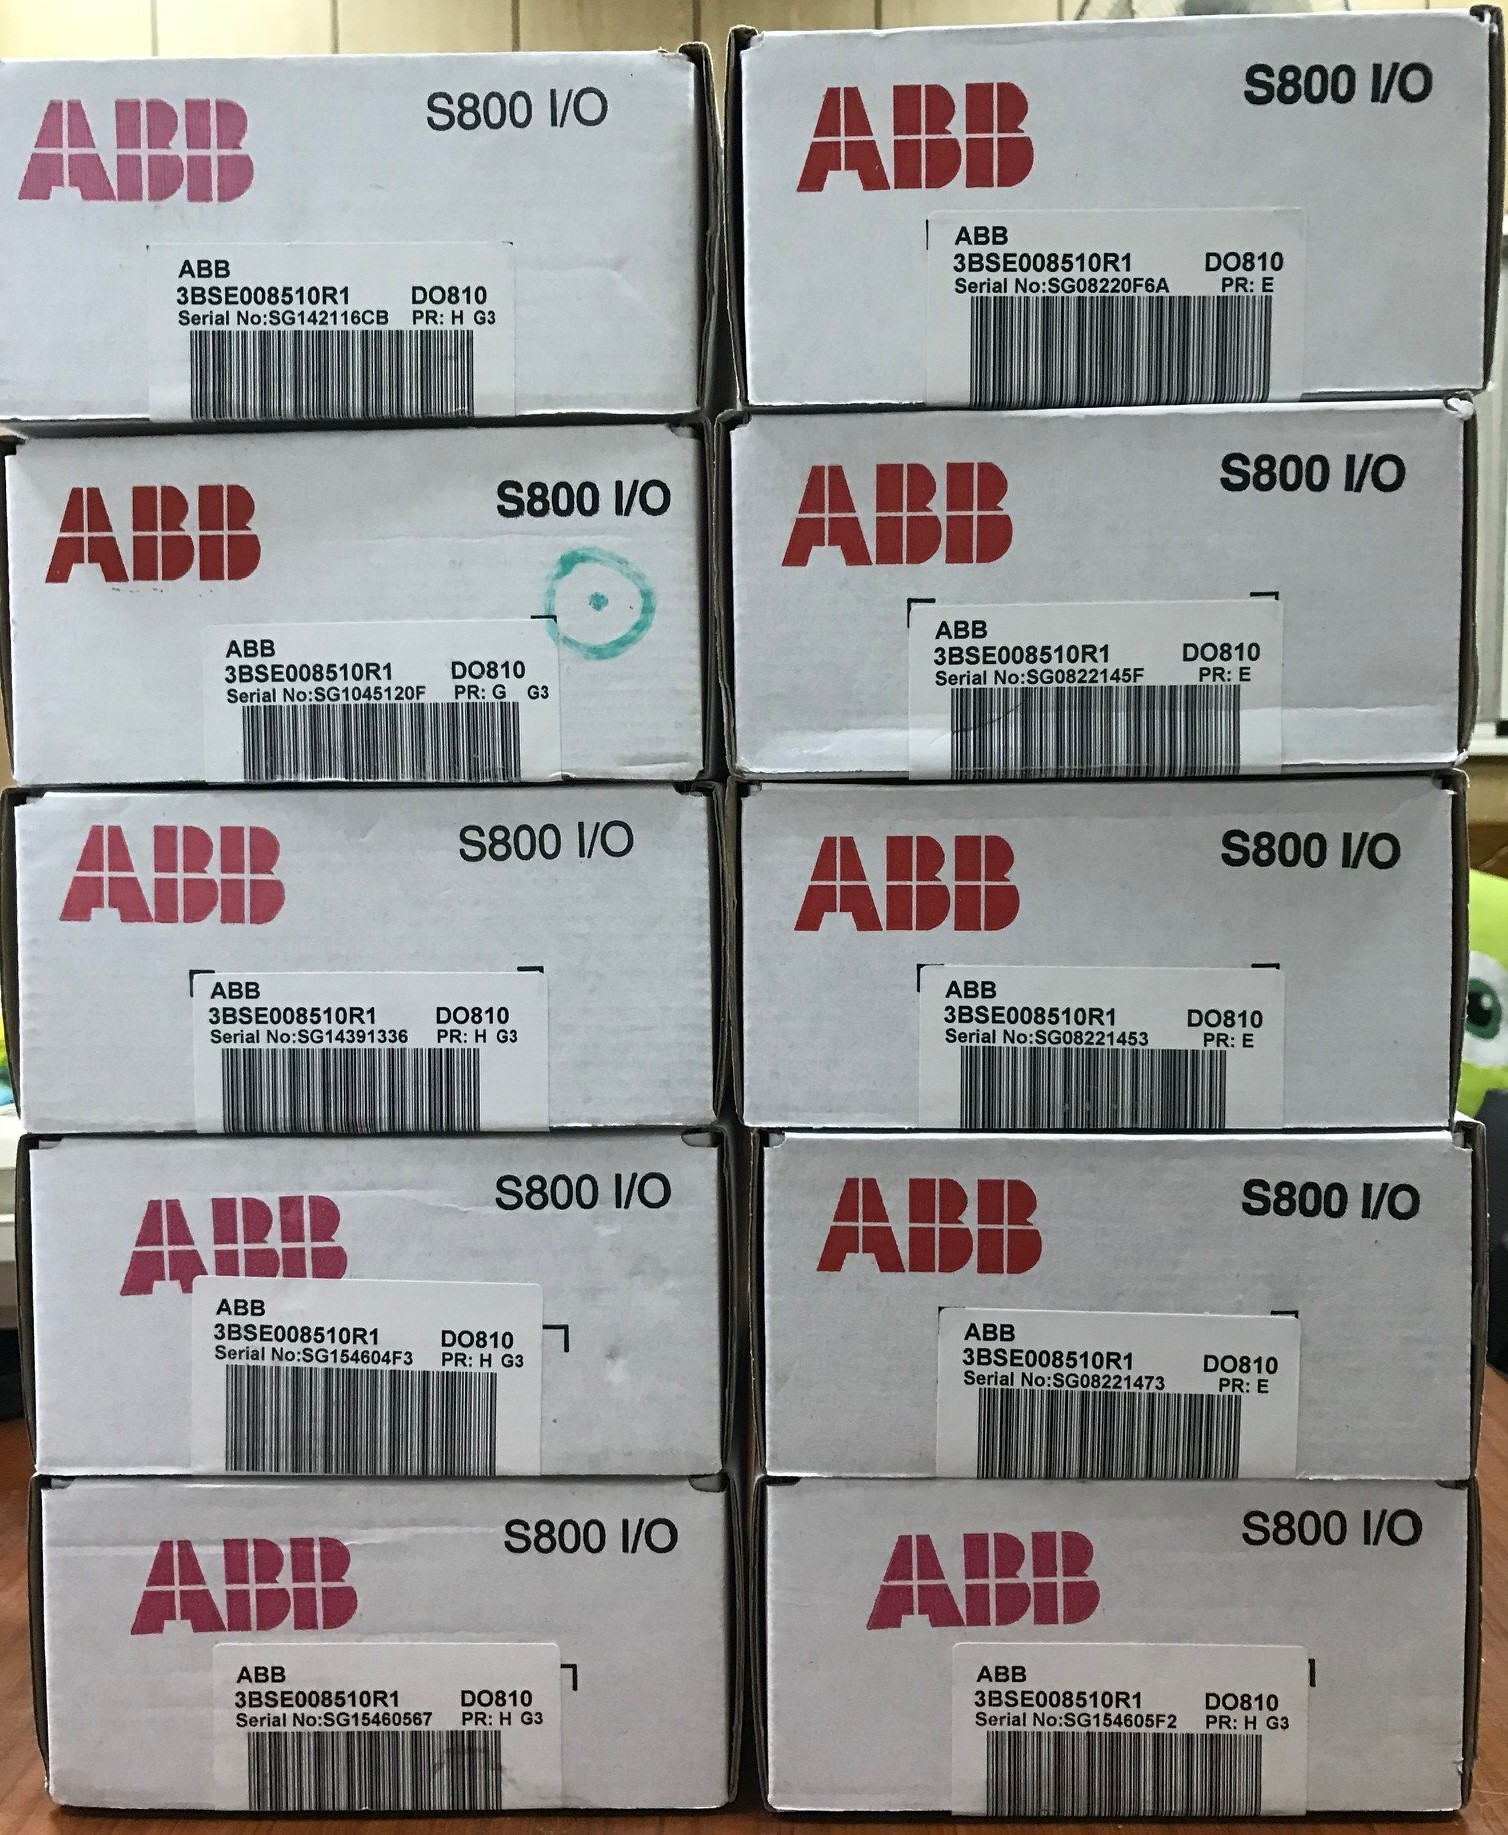 ABB
S800 I/O
ABB
3BSE008510R1 DO810
Serial No:SG142116CB PR: H G3
ABB
S800 I/O
ABB
3BSE008510R1 DO810
Serial No:SG1045120F PR: G G3
ABB
S800 I/O
ABB
3BSE008510R1 DO810
Serial No:SG14391336 PR: H G3
ABB
S800 I/O
ABB
3BSE008510R1 DO810
Serial No:SG154604F3 PR: H G3
ABB
S800 I/O
ABB
3BSE008510R1 DO810
Serial No:SG15460567 PR: H G3
ABB
S800 I/O
ABB
3BSE008510R1 DO810
Serial No:SG08220F6A PR: E
ABB
S800 I/O
ABB
3BSE008510R1 DO810
Serial No:SG0822145F PR: E
ABB
S800 I/O
ABB
3BSE008510R1 DO810
Serial No:SG08221453 PR: E
ABB
S800 I/O
ABB
3BSE008510R1 DO810
Serial No:SG08221473 PR: E
ABB
S800 I/O
ABB
3BSE008510R1 DO810
Serial No:SG154605F2 PR: H G3